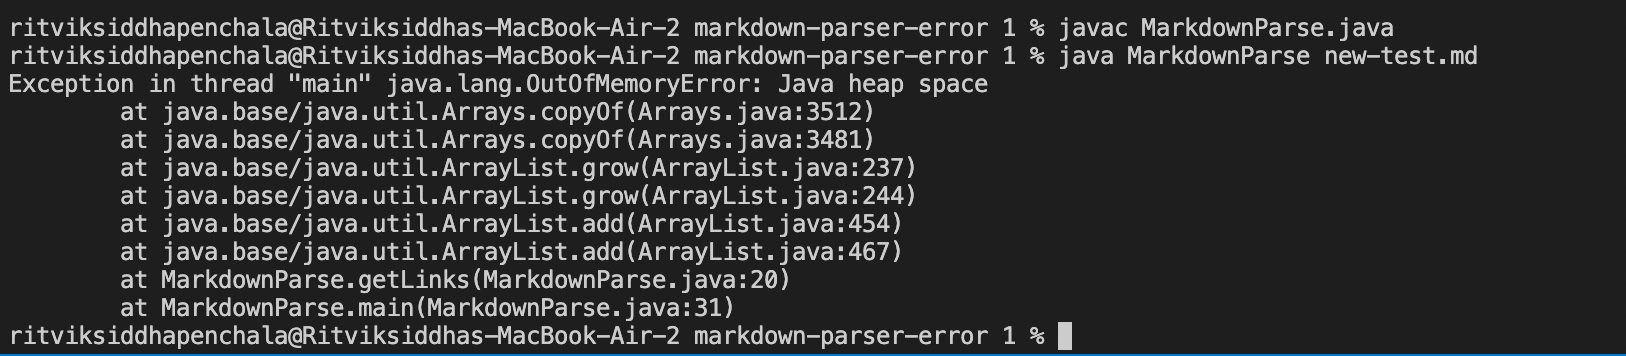 ritviksiddhapenchala@Ritviksiddhas-MacBook-Air-2 markdown-parser-error 1 % javac MarkdownParse.java
ritviksiddhapenchala@Ritviksiddhas-MacBook-Air-2 markdown-parser-error 1 % java MarkdownParse new-test.md
Exception in thread "main" java.lang.OutOfMemoryError: Java heap space
        at java.base/java.util.Arrays.copyOf(Arrays.java:3512)
        at java.base/java.util.Arrays.copyOf(Arrays.java:3481)
        at java.base/java.util.ArrayList.grow(ArrayList.java:237)
        at java.base/java.util.ArrayList.grow(ArrayList.java:244)
        at java.base/java.util.ArrayList.add(ArrayList.java:454)
        at java.base/java.util.ArrayList.add(ArrayList.java:467)
        at MarkdownParse.getLinks(MarkdownParse.java:20)
        at MarkdownParse.main(MarkdownParse.java:31)
ritviksiddhapenchala@Ritviksiddhas-MacBook-Air-2 markdown-parser-error 1 %